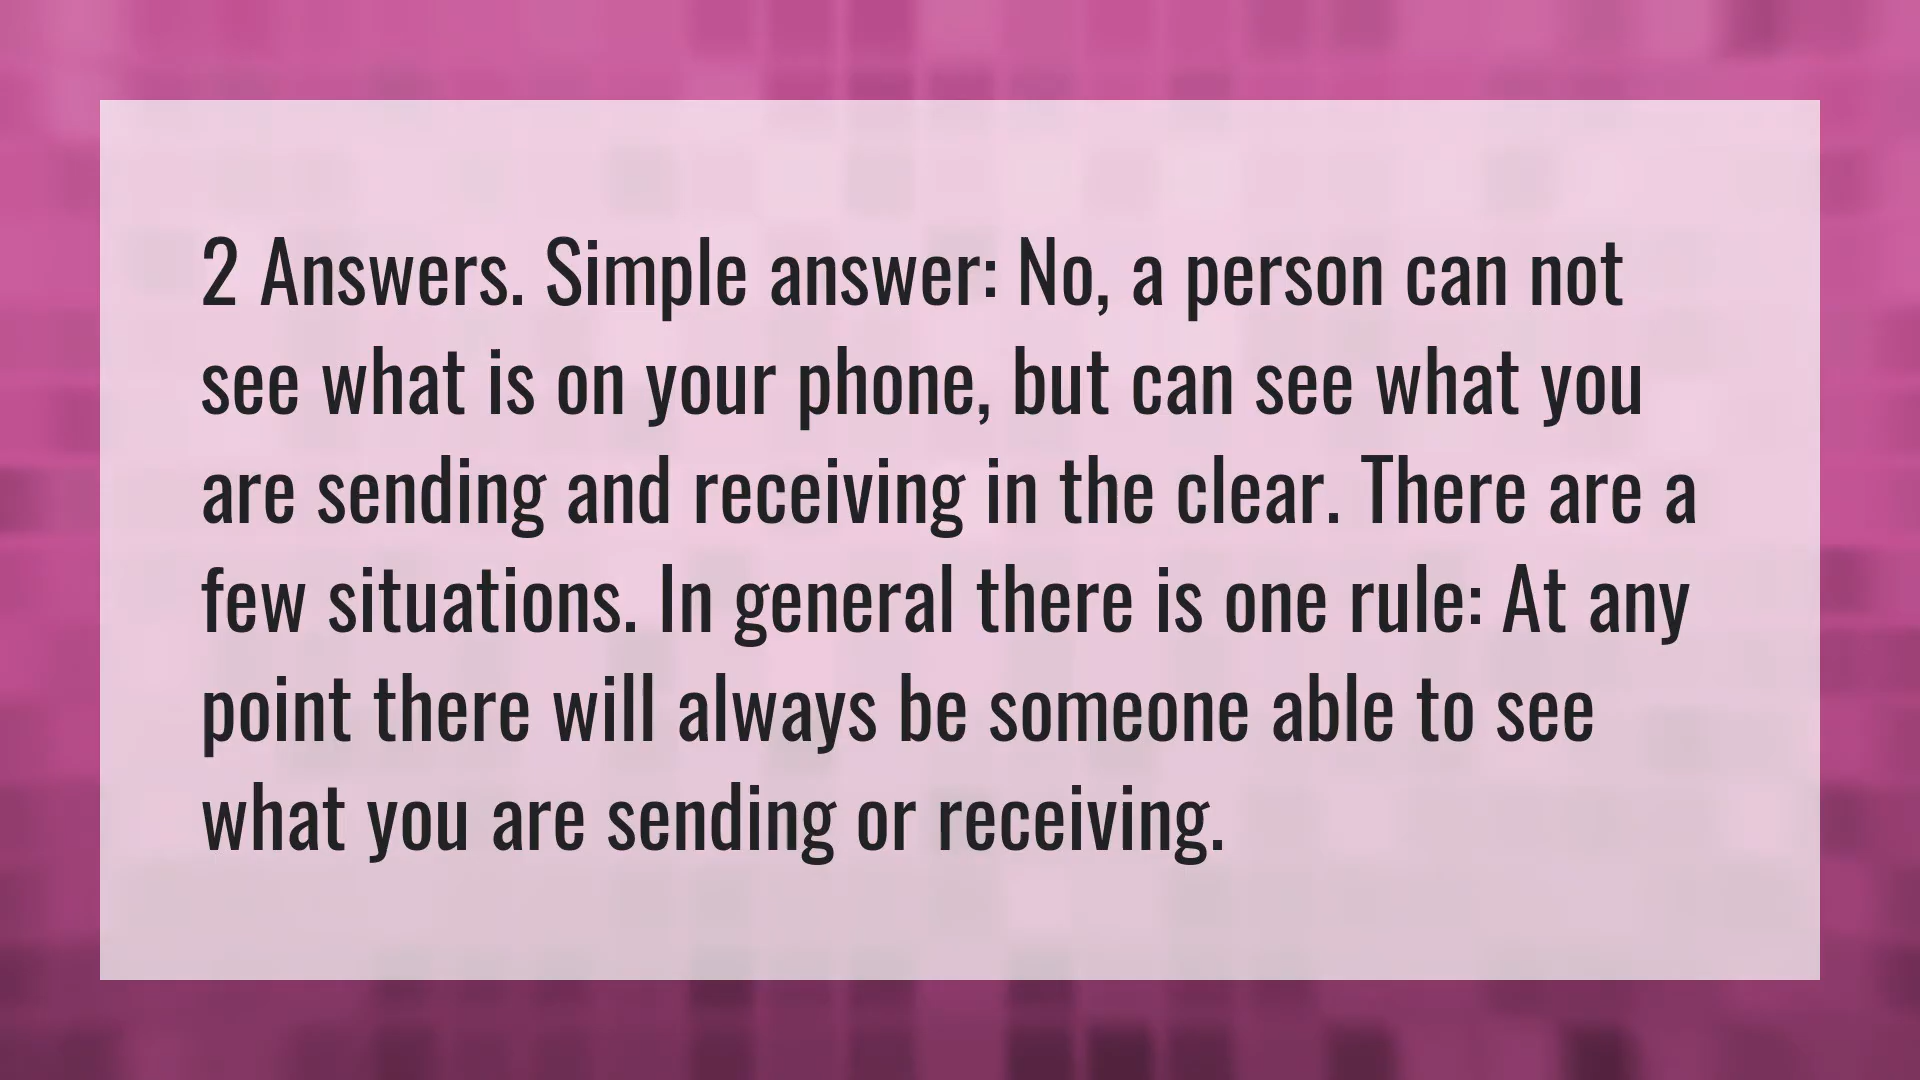 2 Answers. Simple answer: No, a person can not
see what is on your phone, but can see what you
are sending and receiving in the clear. There are a
few situations. In general there is one rule: At any
point there will always be someone able to see
what you are sending or receiving.